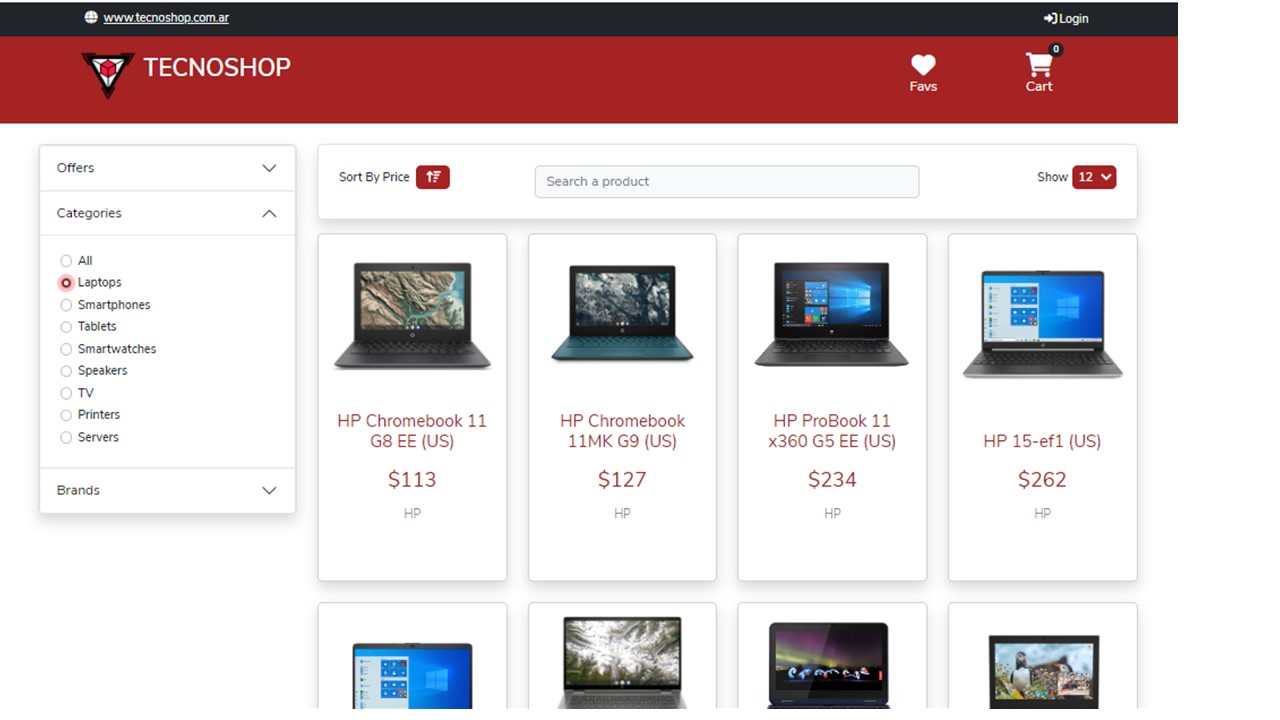 www.tecnoshop.com.ar
Login
TECNOSHOP
Favs
0
Cart
Offers
Categories
All
Laptops
Smartphones
Tablets
Smartwatches
Speakers
TV
Printers
Servers
Brands
Sort By Price
Search a product
Show 12
HP Chromebook 11
G8 EE (US)
$113
HP
HP Chromebook
11MK G9 (US)
$127
HP
HP ProBook 11
x360 G5 EE (US)
$234
HP
HP 15-ef1 (US)
$262
HP